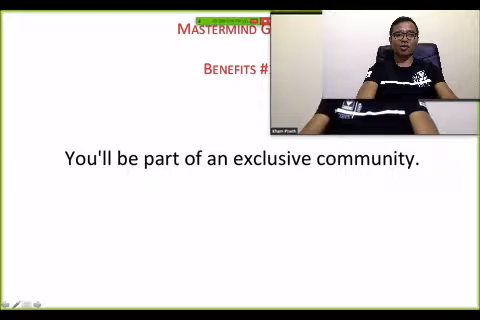 MASTERMIND G
BENEFITS #
You'll be part of an exclusive community.